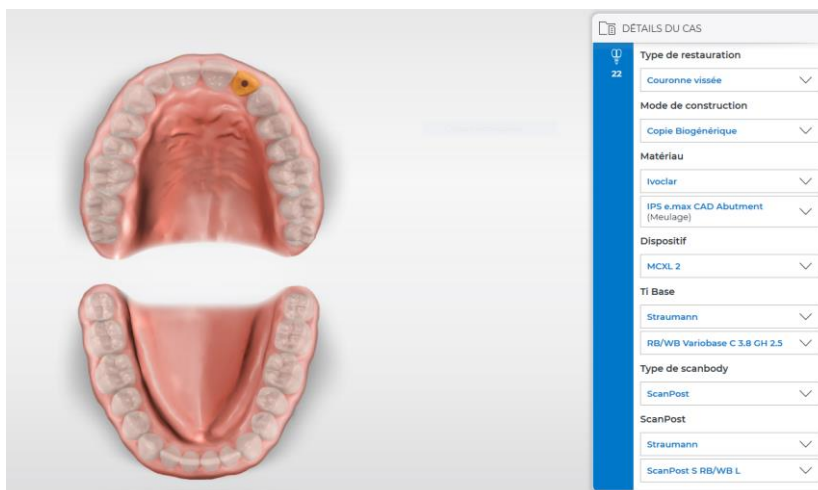 DÉTAILS DU CAS
22
Type de restauration
Couronne vissée
Mode de construction
Copie Biogénérique
Matériau
Ivoclar
IPS e.max CAD Abutment
(Meulage)
Dispositif
MCXL 2
Ti Base
Straumann
RB/WB Variobase C 3.8 GH 2.5
Type de scanbody
ScanPost
ScanPost
Straumann
ScanPost S RB/WB L